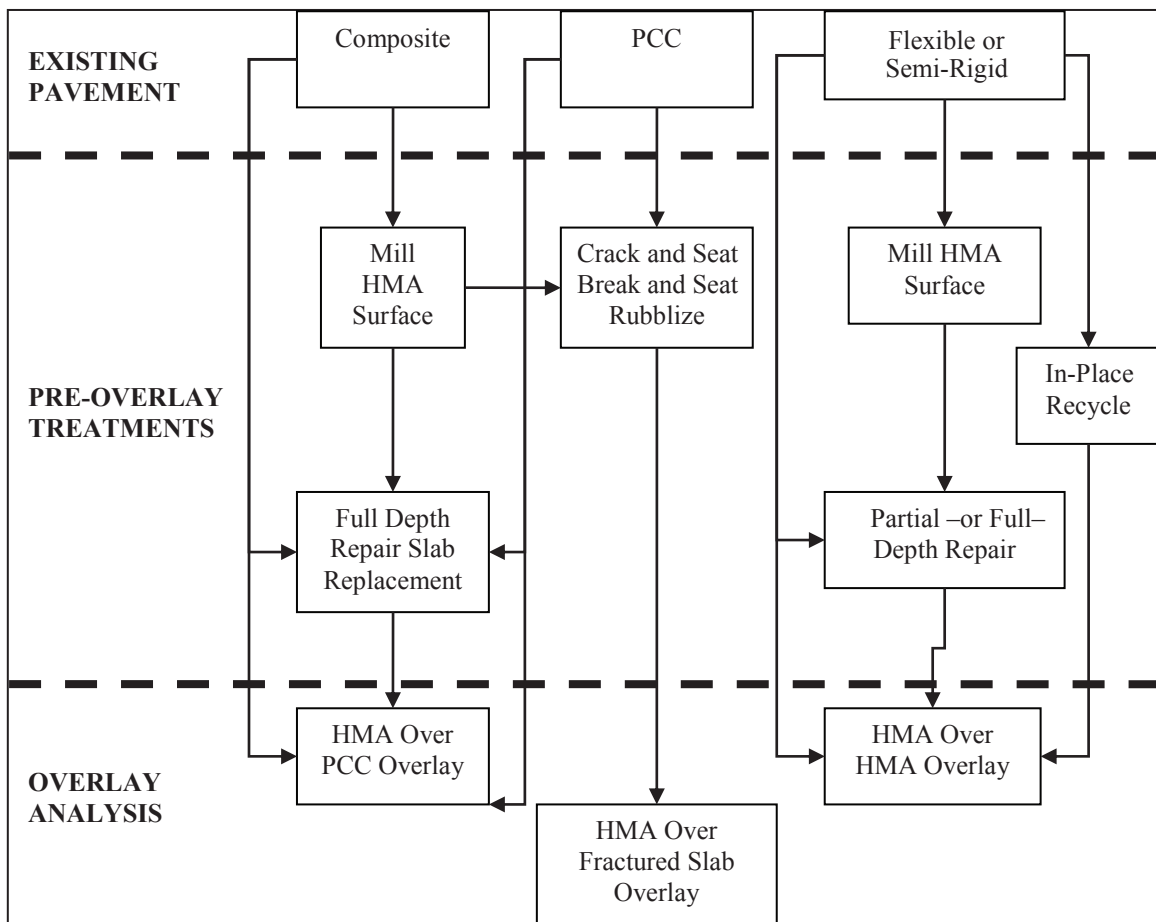 EXISTING
PAVEMENT
Composite
PCC
Flexible or
Semi-Rigid
PRE-OVERLAY
TREATMENTS
Mill
HMA
Surface
Crack and Seat
Break and Seat
Rubblize
Mill HMA
Surface
In-Place
Recycle
Full Depth
Repair Slab
Replacement
Partial –or Full–
Depth Repair
OVERLAY
ANALYSIS
HMA Over
PCC Overlay
HMA Over
Fractured Slab
Overlay
HMA Over
HMA Overlay